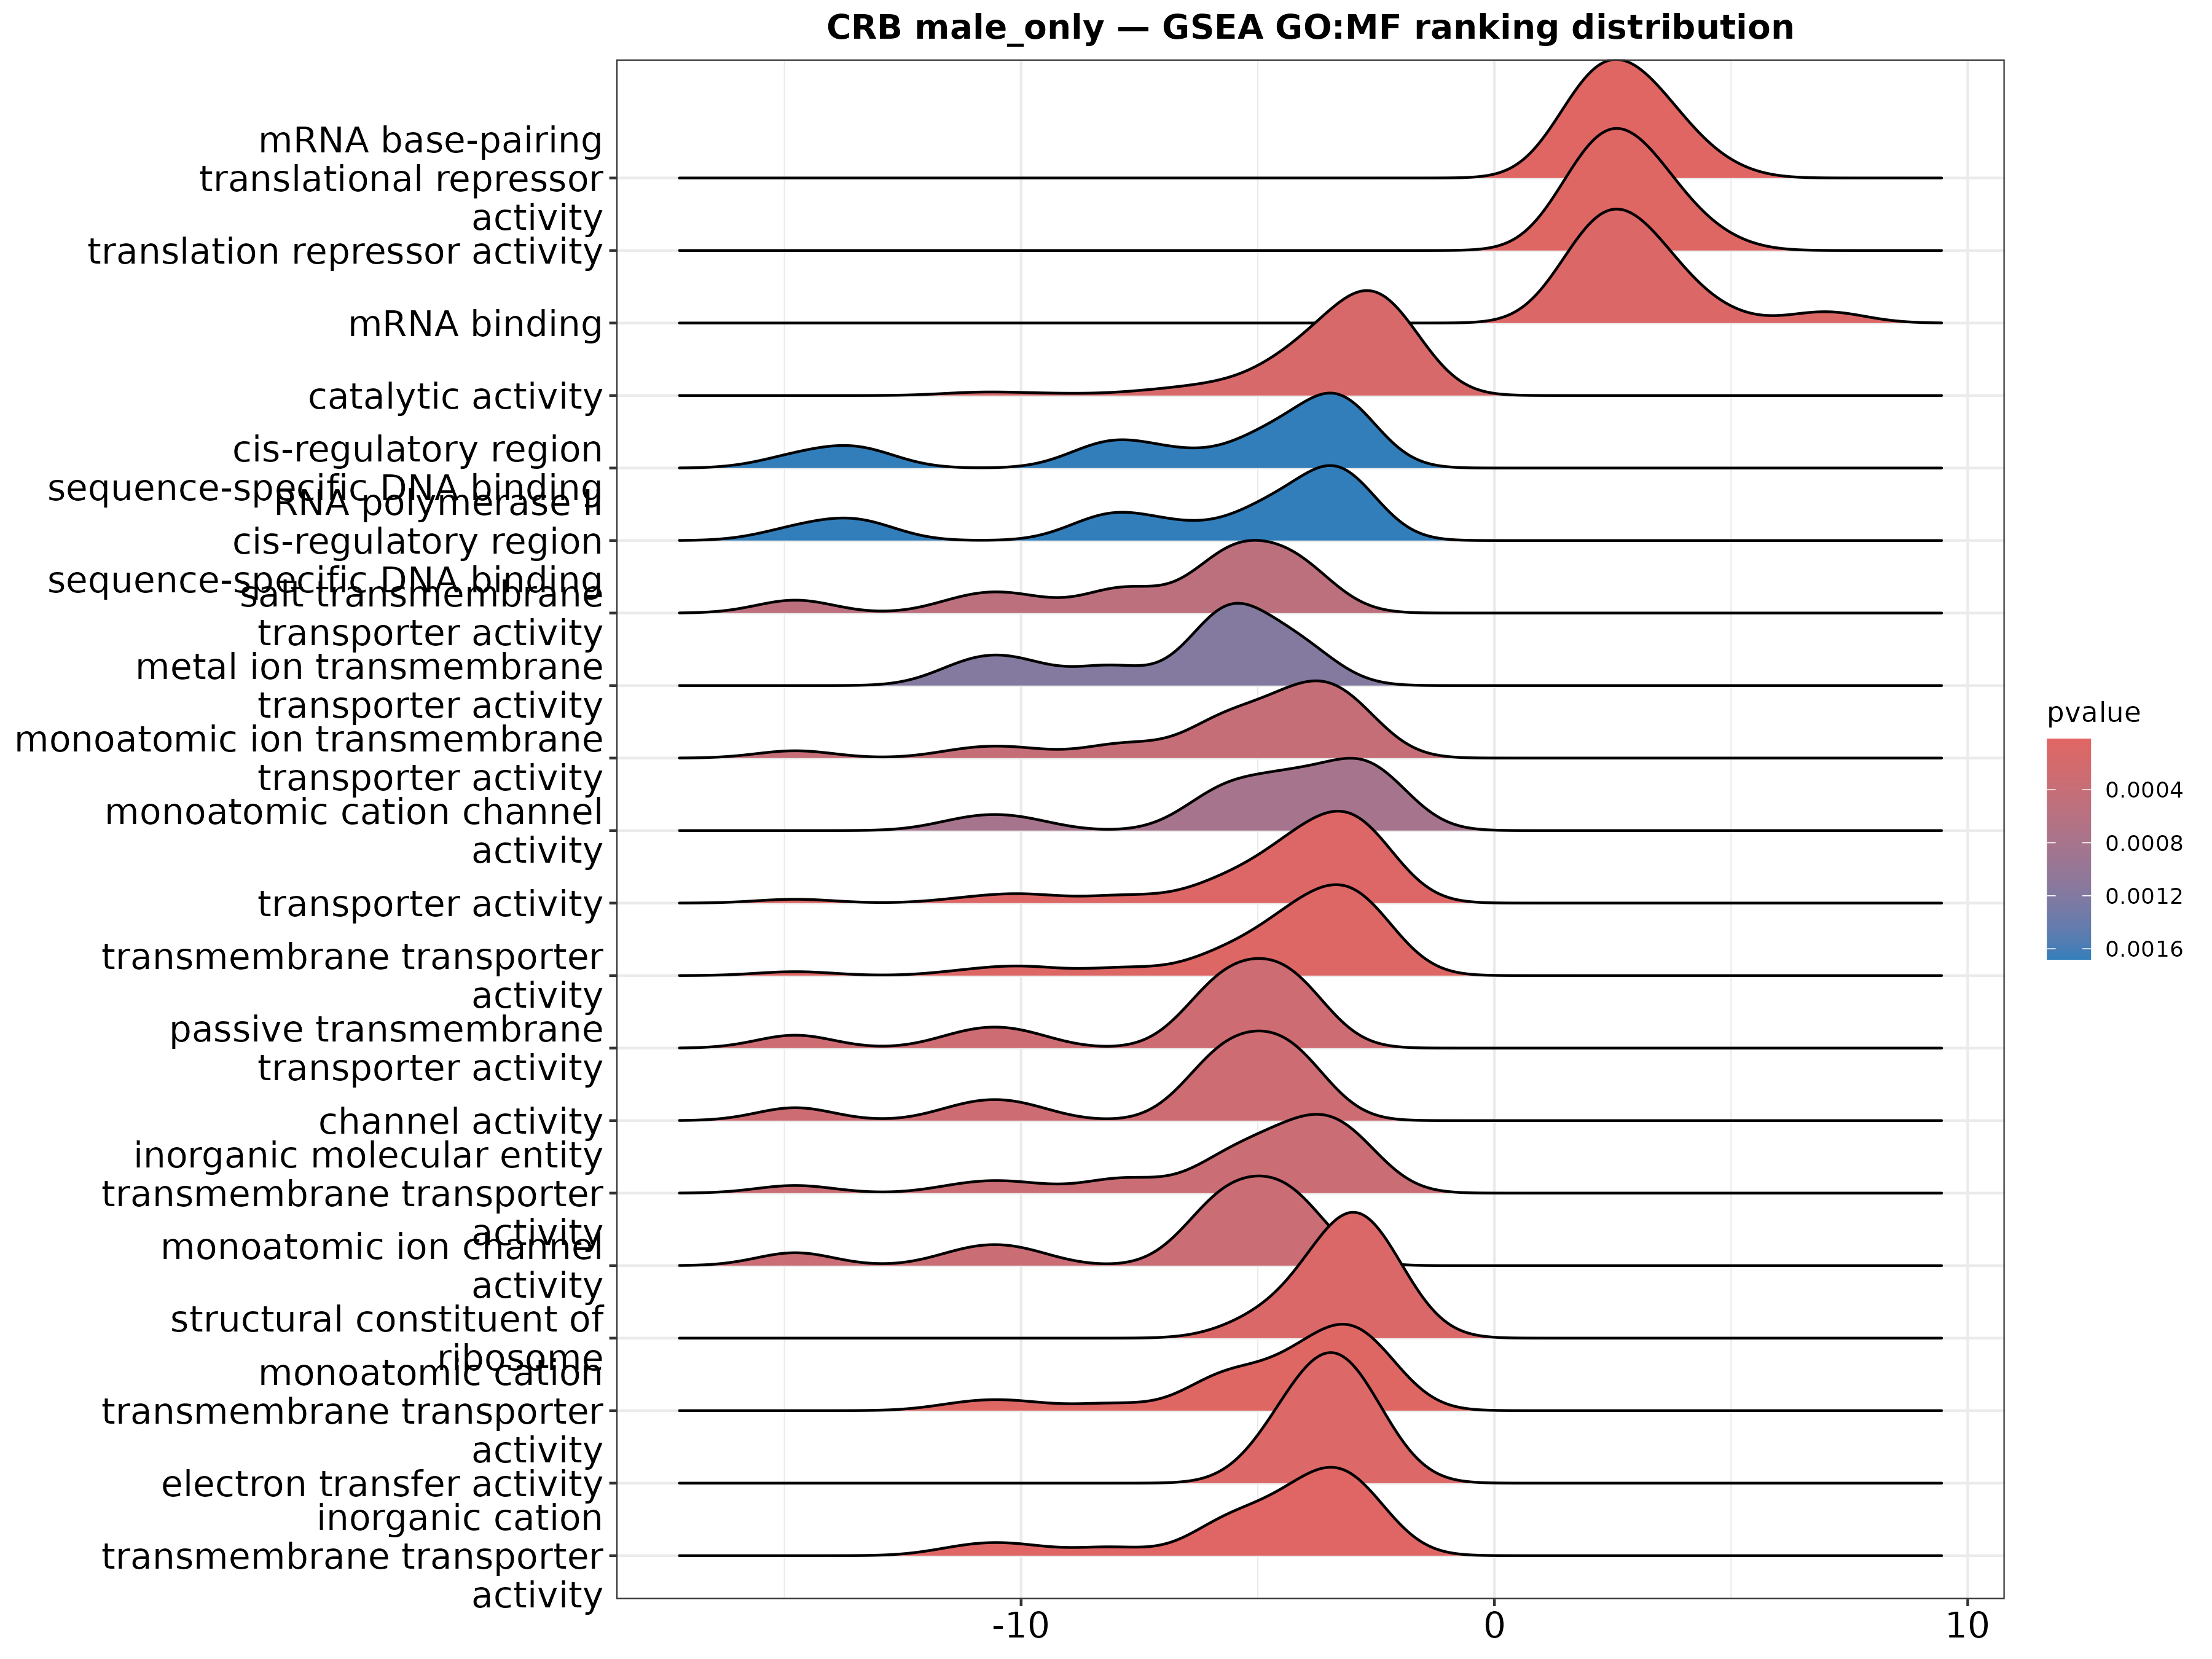 CRB male_only — GSEA GO:MF ranking distribution
mRNA base-pairing
translational repressor
activity
translation repressor activity
mRNA binding
catalytic activity
cis-regulatory region
sequence-specific DNA binding
RNA polymerase II
cis-regulatory region
sequence-specific DNA binding
salt transmembrane
transporter activity
metal ion transmembrane
transporter activity
monoatomic ion transmembrane
transporter activity
monoatomic cation channel
activity
transporter activity
transmembrane transporter
activity
passive transmembrane
transporter activity
channel activity
inorganic molecular entity
transmembrane transporter
activity
monoatomic ion channel
activity
structural constituent of
ribosome
monoatomic cation
transmembrane transporter
activity
electron transfer activity
inorganic cation
transmembrane transporter
activity
-10
0
10
pvalue
0.0004
0.0008
0.0012
0.0016